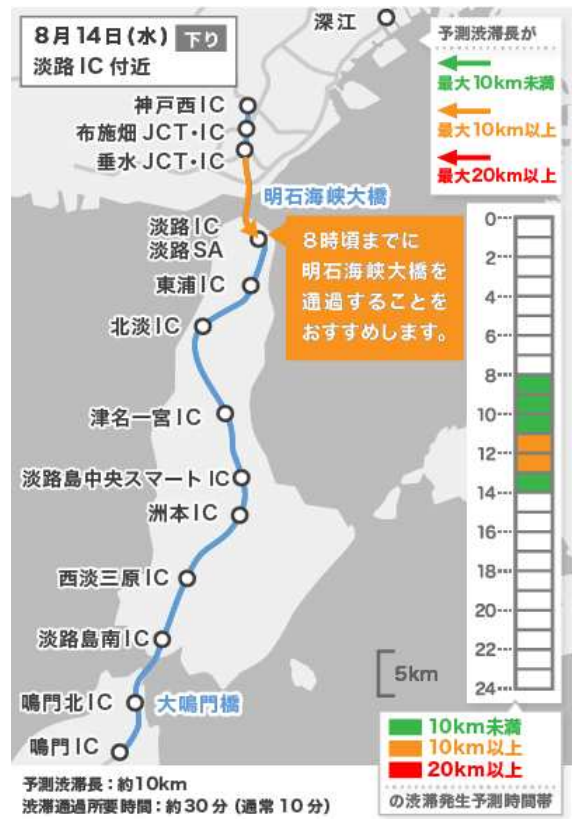 8月14日(水) 下り
淡路IC付近
深江
予測渋滞長が
最大10km未満
最大10km以上
最大20km以上
神戸西IC
布施畑JCT・IC
垂水JCT・IC
明石海峡大橋
淡路IC
淡路SA
8時頃までに
明石海峡大橋を
通過することを
おすすめします。
東浦IC
北淡IC
津名一宮IC
淡路島中央スマートIC
洲本IC
西淡三原IC
淡路島南IC
鳴門北IC
大鳴門橋
鳴門IC
5km
0
2
4
6
8
10
12
14
16
18
20
22
24
10km未満
10km以上
20km以上
の渋滞発生予測時間帯
予測渋滞長：約10km
渋滞通過所要時間：約30分（通常10分）